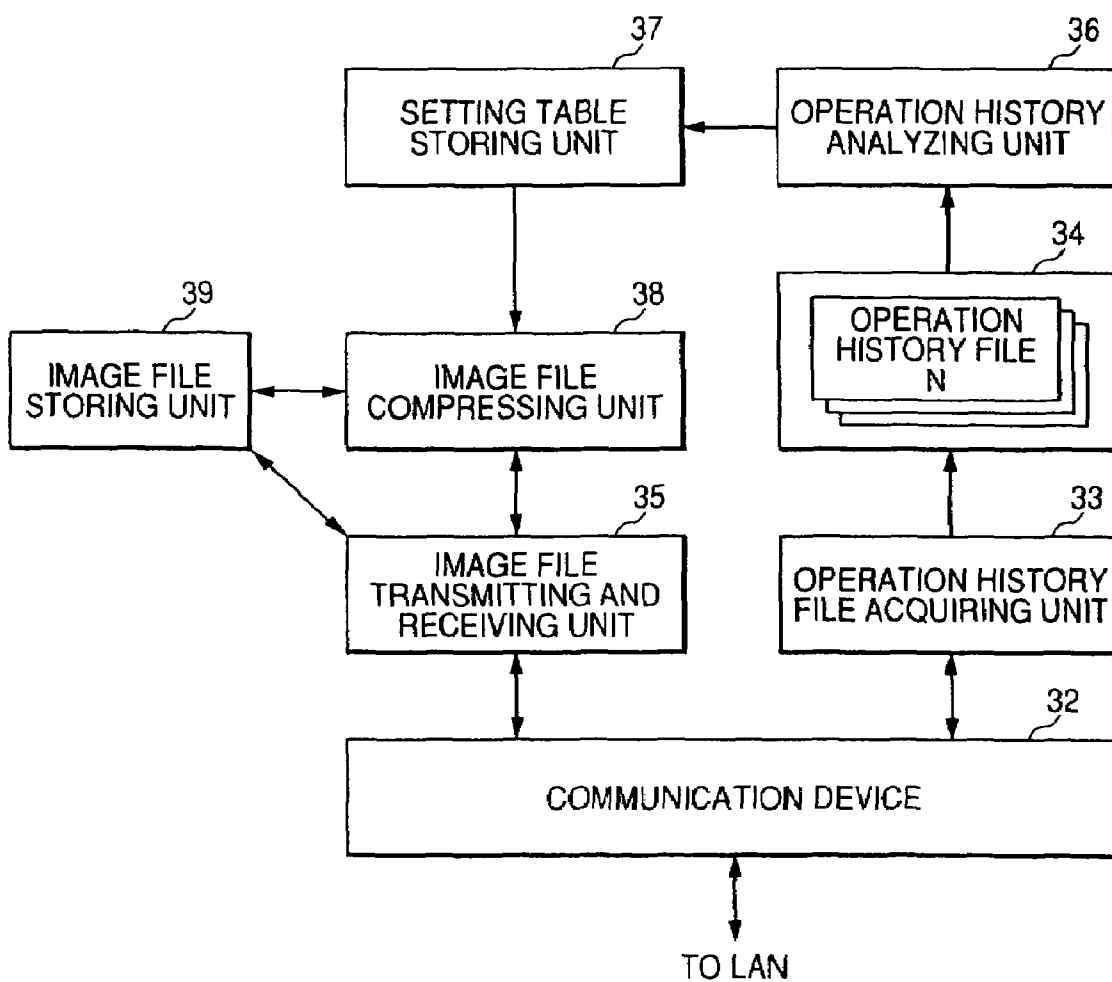 37
SETTING TABLE
STORING UNIT
36
OPERATION HISTORY
ANALYZING UNIT
34
OPERATION
HISTORY FILE
N
39
IMAGE FILE
STORING UNIT
38
IMAGE FILE
COMPRESSING UNIT
35
IMAGE FILE
TRANSMITTING AND
RECEIVING UNIT
33
OPERATION HISTORY
FILE ACQUIRING UNIT
32
COMMUNICATION DEVICE
TO LAN